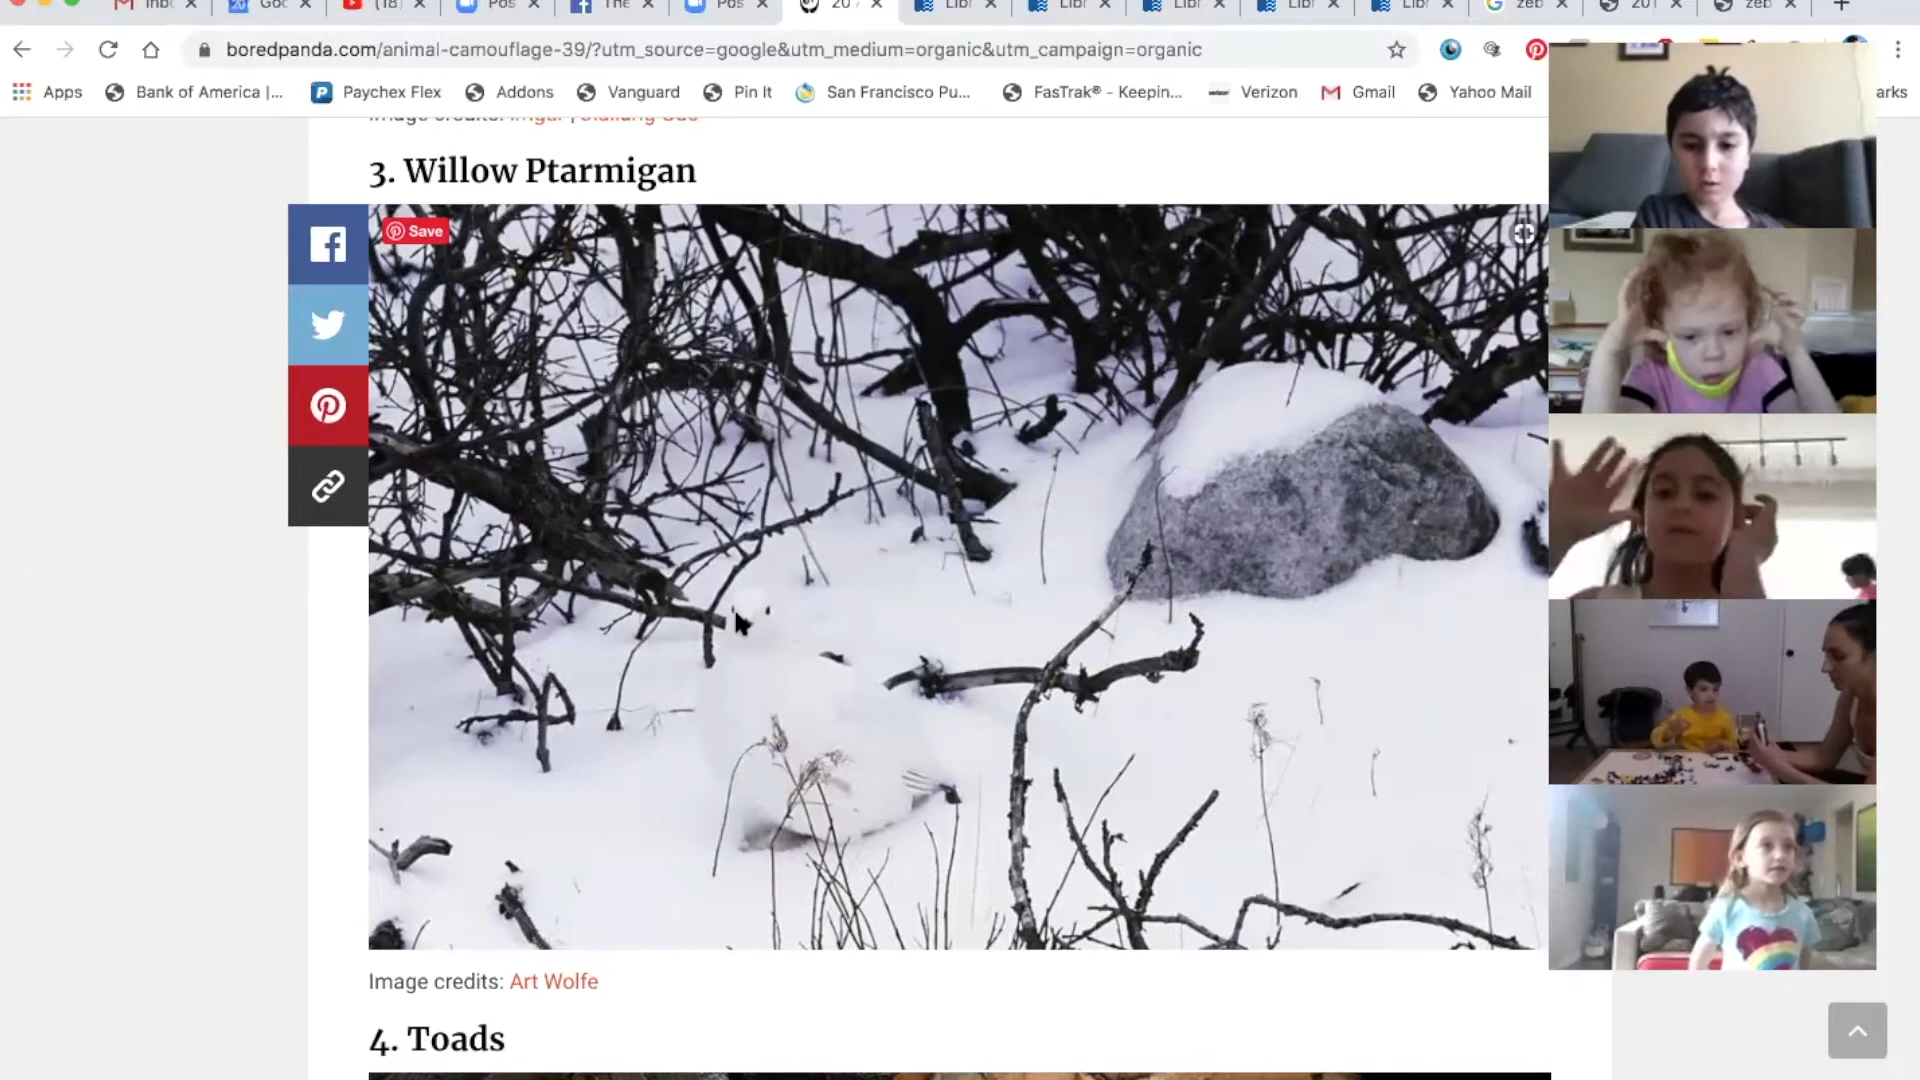 boredpanda.com/animal-camouflage-39/?utm_source=google&utm_medium=organic&utm_campaign=organic
Apps Bank of America |... Paychex Flex Addons Vanguard Pin It San Francisco Pu... FasTrak® - Keepin... Verizon Gmail Yahoo Mail arks
3. Willow Ptarmigan
Save
Image credits: Art Wolfe
4. Toads